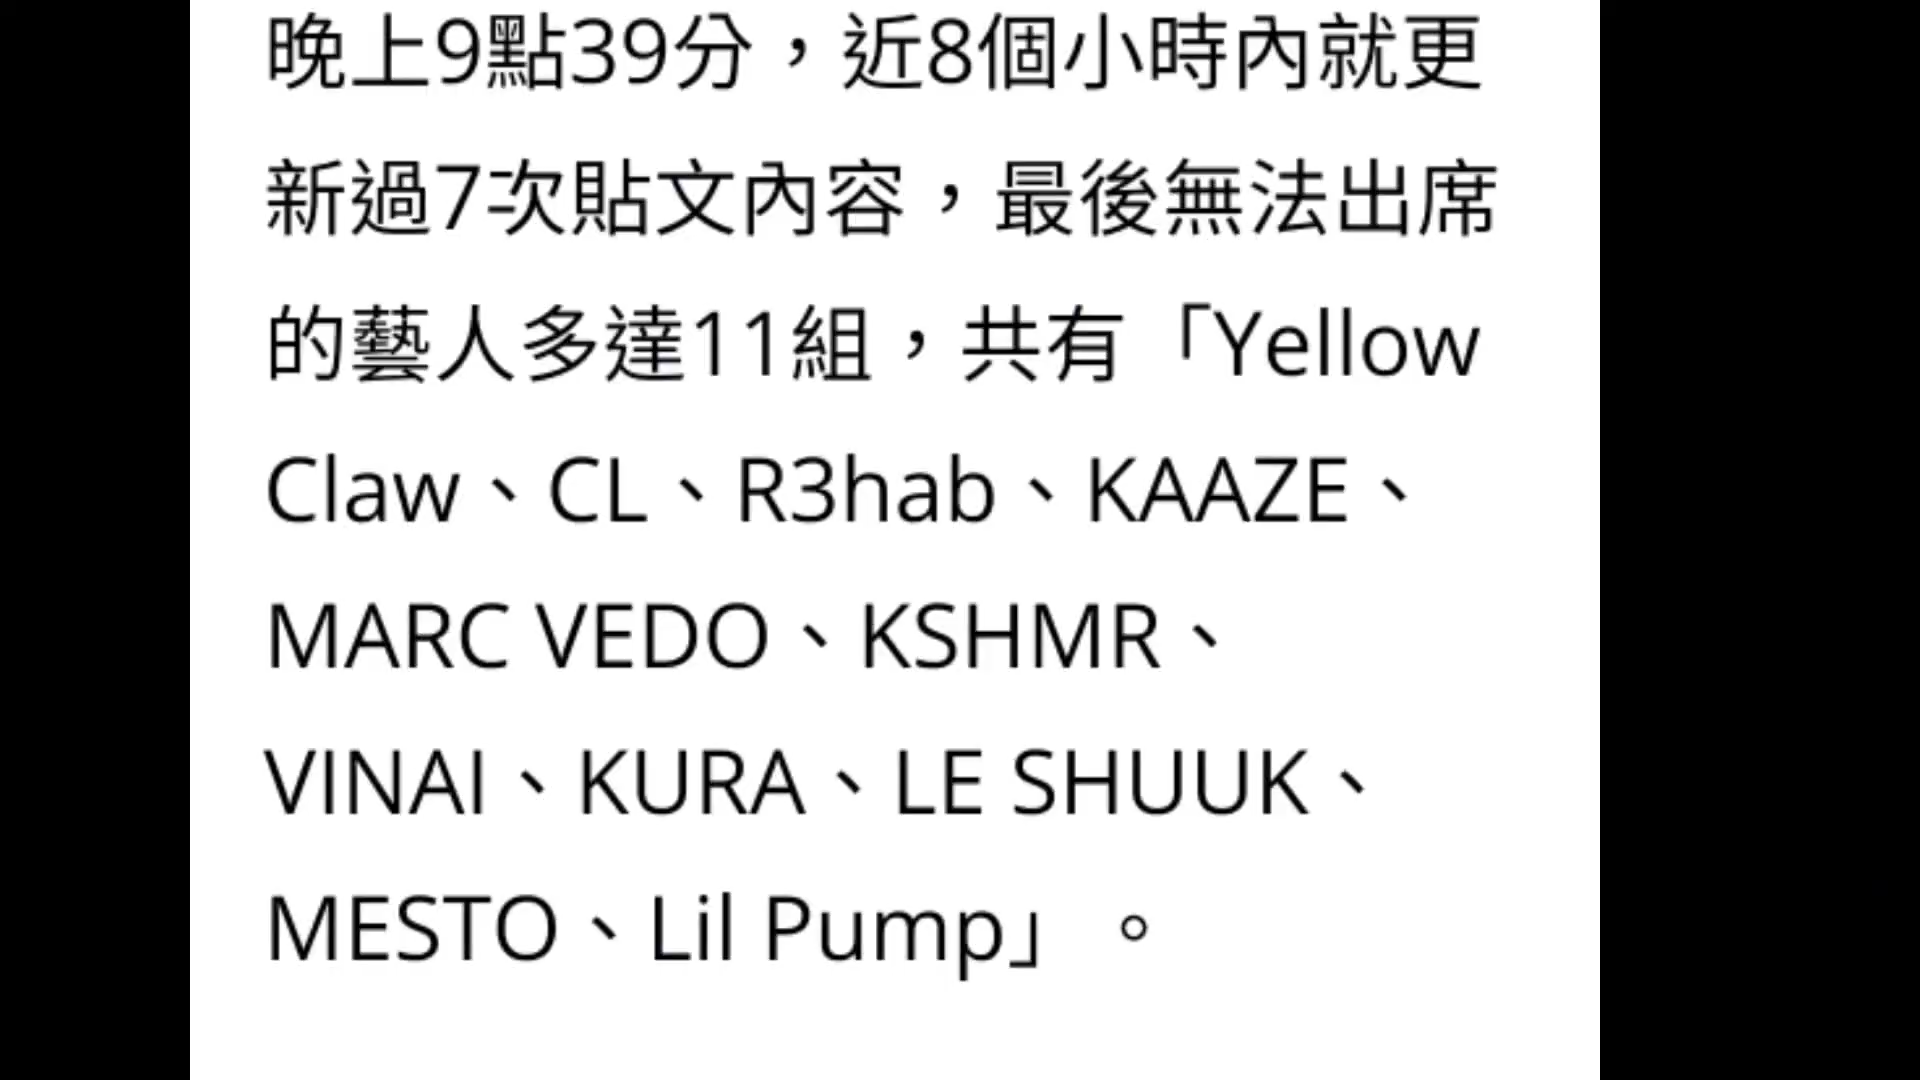 晚上9點39分，近8個小時內就更
新過7次貼文內容，最後無法出席
的藝人多達11組，共有「Yellow
Claw、CL、R3hab、KAAZE、
MARC VEDO、KSHMR、
VINAI、KURA、LE SHUUK、
MESTO、Lil Pump」。